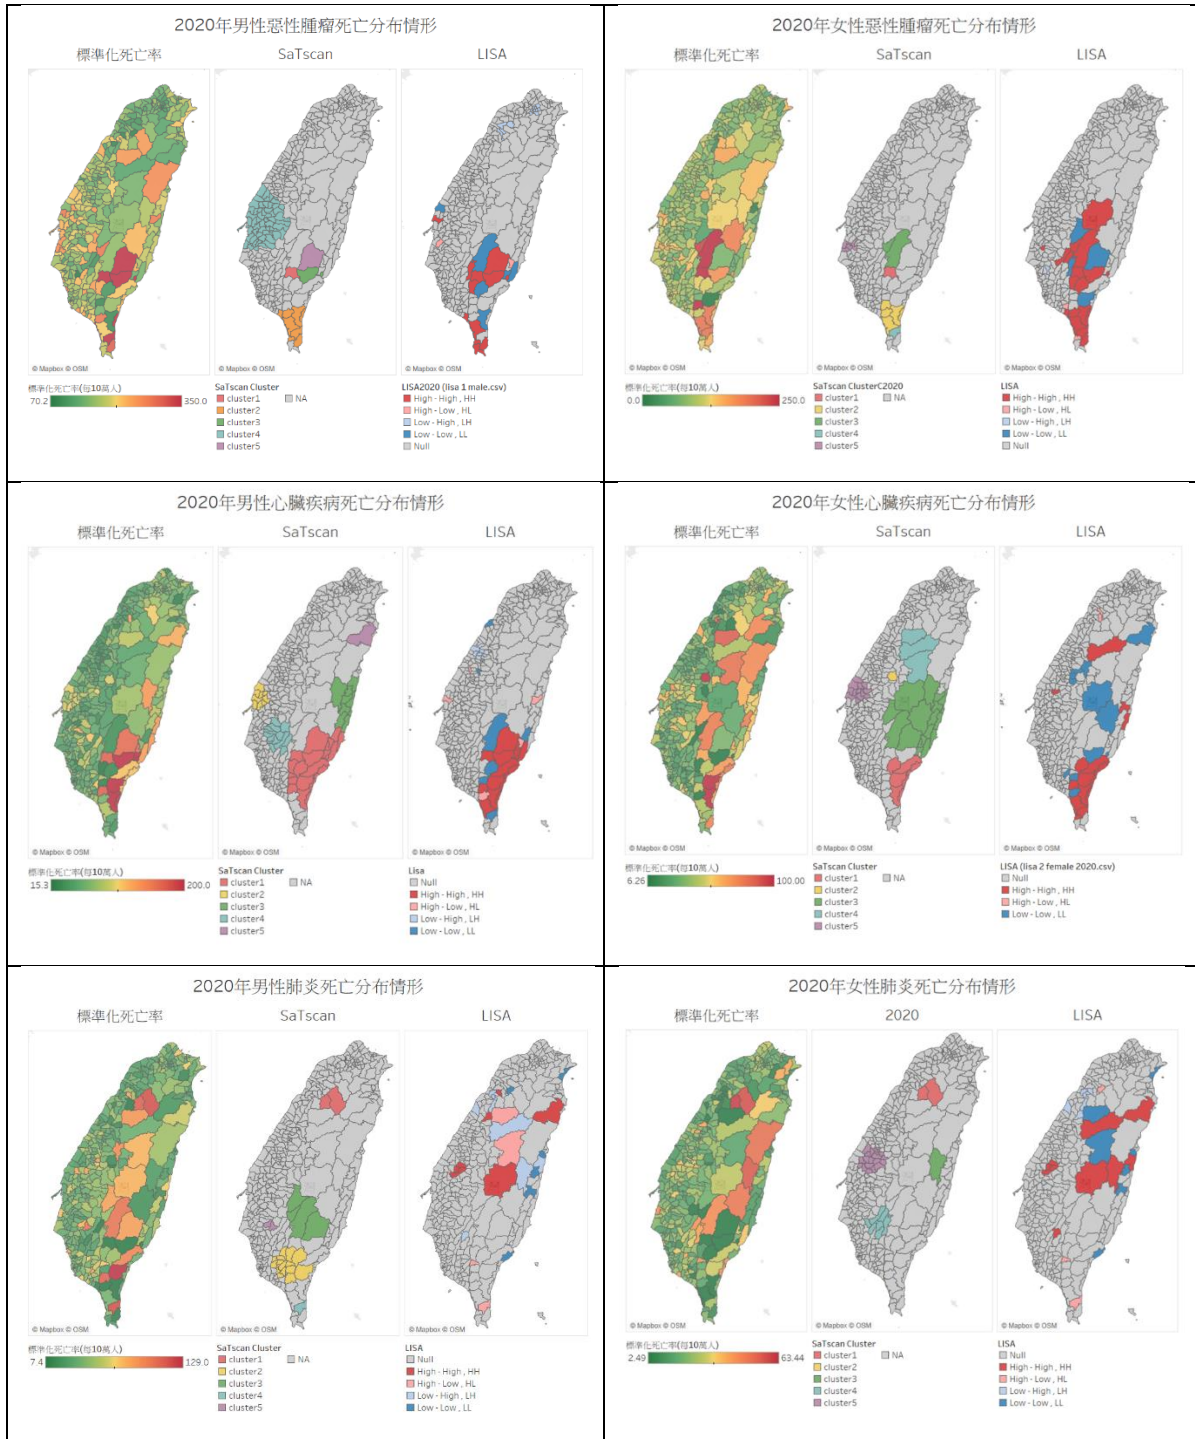 2020年男性惡性腫瘤死亡分布情形
標準化死亡率
SaTscan
LISA
© Mapbox © OSM
© Mapbox © OSM
© Mapbox © OSM
標準化死亡率(每10萬人)
70.2
350.0
SaTscan Cluster
cluster1
NA
cluster2
cluster3
cluster4
cluster5
LISA2020 (lisa 1 male.csv)
High - High , HH
High - Low , HL
Low - High , LH
Low - Low , LL
Null
2020年女性惡性腫瘤死亡分布情形
標準化死亡率
SaTscan
LISA
© Mapbox © OSM
© Mapbox © OSM
© Mapbox © OSM
標準化死亡率(每10萬人)
0.0
250.0
SaTscan ClusterC2020
cluster1
NA
cluster2
cluster3
cluster4
cluster5
LISA
High - High , HH
High - Low , HL
Low - High , LH
Low - Low , LL
Null
2020年男性心臟疾病死亡分布情形
標準化死亡率
SaTscan
LISA
© Mapbox © OSM
© Mapbox © OSM
© Mapbox © OSM
標準化死亡率(每10萬人)
15.3
200.0
SaTscan Cluster
cluster1
NA
cluster2
cluster3
cluster4
cluster5
Lisa
Null
High - High , HH
High - Low , HL
Low - High , LH
Low - Low , LL
2020年女性心臟疾病死亡分布情形
標準化死亡率
SaTscan
LISA
© Mapbox © OSM
© Mapbox © OSM
© Mapbox © OSM
標準化死亡率(每10萬人)
6.26
100.00
SaTscan Cluster
cluster1
NA
cluster2
cluster3
cluster4
cluster5
LISA (lisa 2 female 2020.csv)
Null
High - High , HH
High - Low , HL
Low - Low , LL
2020年男性肺炎死亡分布情形
標準化死亡率
SaTscan
LISA
© Mapbox © OSM
© Mapbox © OSM
© Mapbox © OSM
標準化死亡率(每10萬人)
7.4
129.0
SaTscan Cluster
cluster1
NA
cluster2
cluster3
cluster4
cluster5
LISA
Null
High - High , HH
High - Low , HL
Low - High , LH
Low - Low , LL
2020年女性肺炎死亡分布情形
標準化死亡率
2020
LISA
© Mapbox © OSM
© Mapbox © OSM
© Mapbox © OSM
標準化死亡率(每10萬人)
2.49
63.44
SaTscan Cluster
cluster1
NA
cluster2
cluster3
cluster4
cluster5
LISA
Null
High - High , HH
High - Low , HL
Low - High , LH
Low - Low , LL